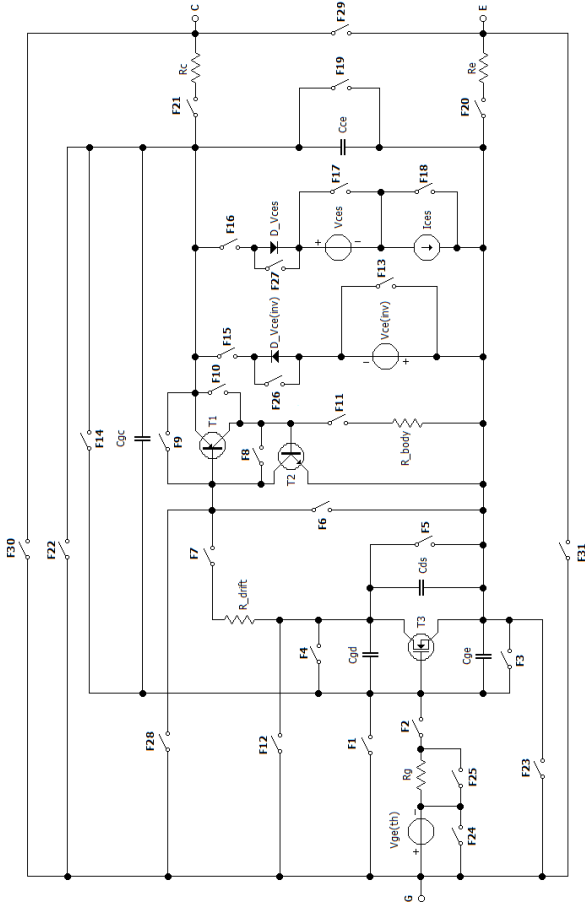 C
E
F29
Rc
Re
F19
F21
F20
Cce
F17
F18
F16
D_Vces
+
Vces
-
Ices
F27
F13
F15
D_Vce(inv)
-
Vce(inv)
+
F26
F10
F14
Cgc
F9
T1
F11
F8
T2
R_body
F30
F22
F6
F31
F7
F5
R_drift
Cds
F4
Cgd
T3
Cge
F3
F28
F12
F1
F2
F23
Rg
F25
-
Vge(th)
+
F24
G